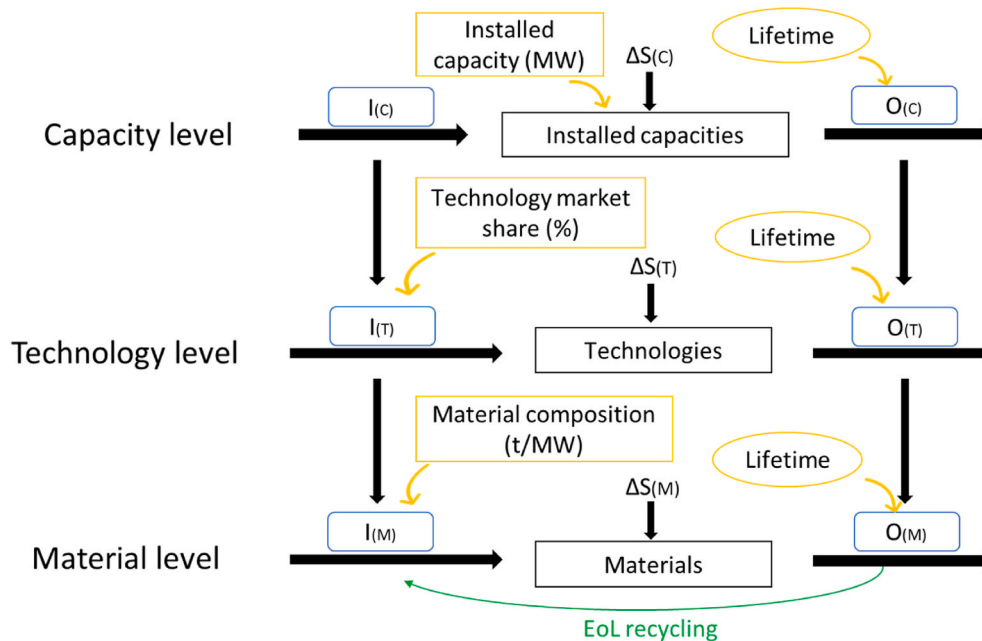 Installed
capacity (MW)
ΔS(C)
Lifetime
Capacity level
I(C)
Installed capacities
O(C)
Technology market
share (%)
ΔS(T)
Lifetime
Technology level
I(T)
Technologies
O(T)
Material composition
(t/MW)
ΔS(M)
Lifetime
Material level
I(M)
Materials
O(M)
EoL recycling